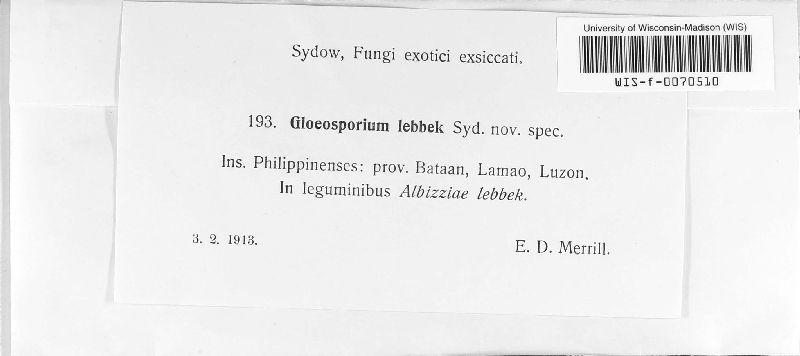 University of Wisconsin-Madison (WIS)
WIS-f-0070510
Sydow, Fungi exotici exsiccati.
193. Gloeosporium lebbek Syd. nov. spec.
Ins. Philippinenses: prov. Bataan, Lamao, Luzon.
In leguminibus Albizziae lebbek.
3. 2. 1913.
E. D. Merrill.